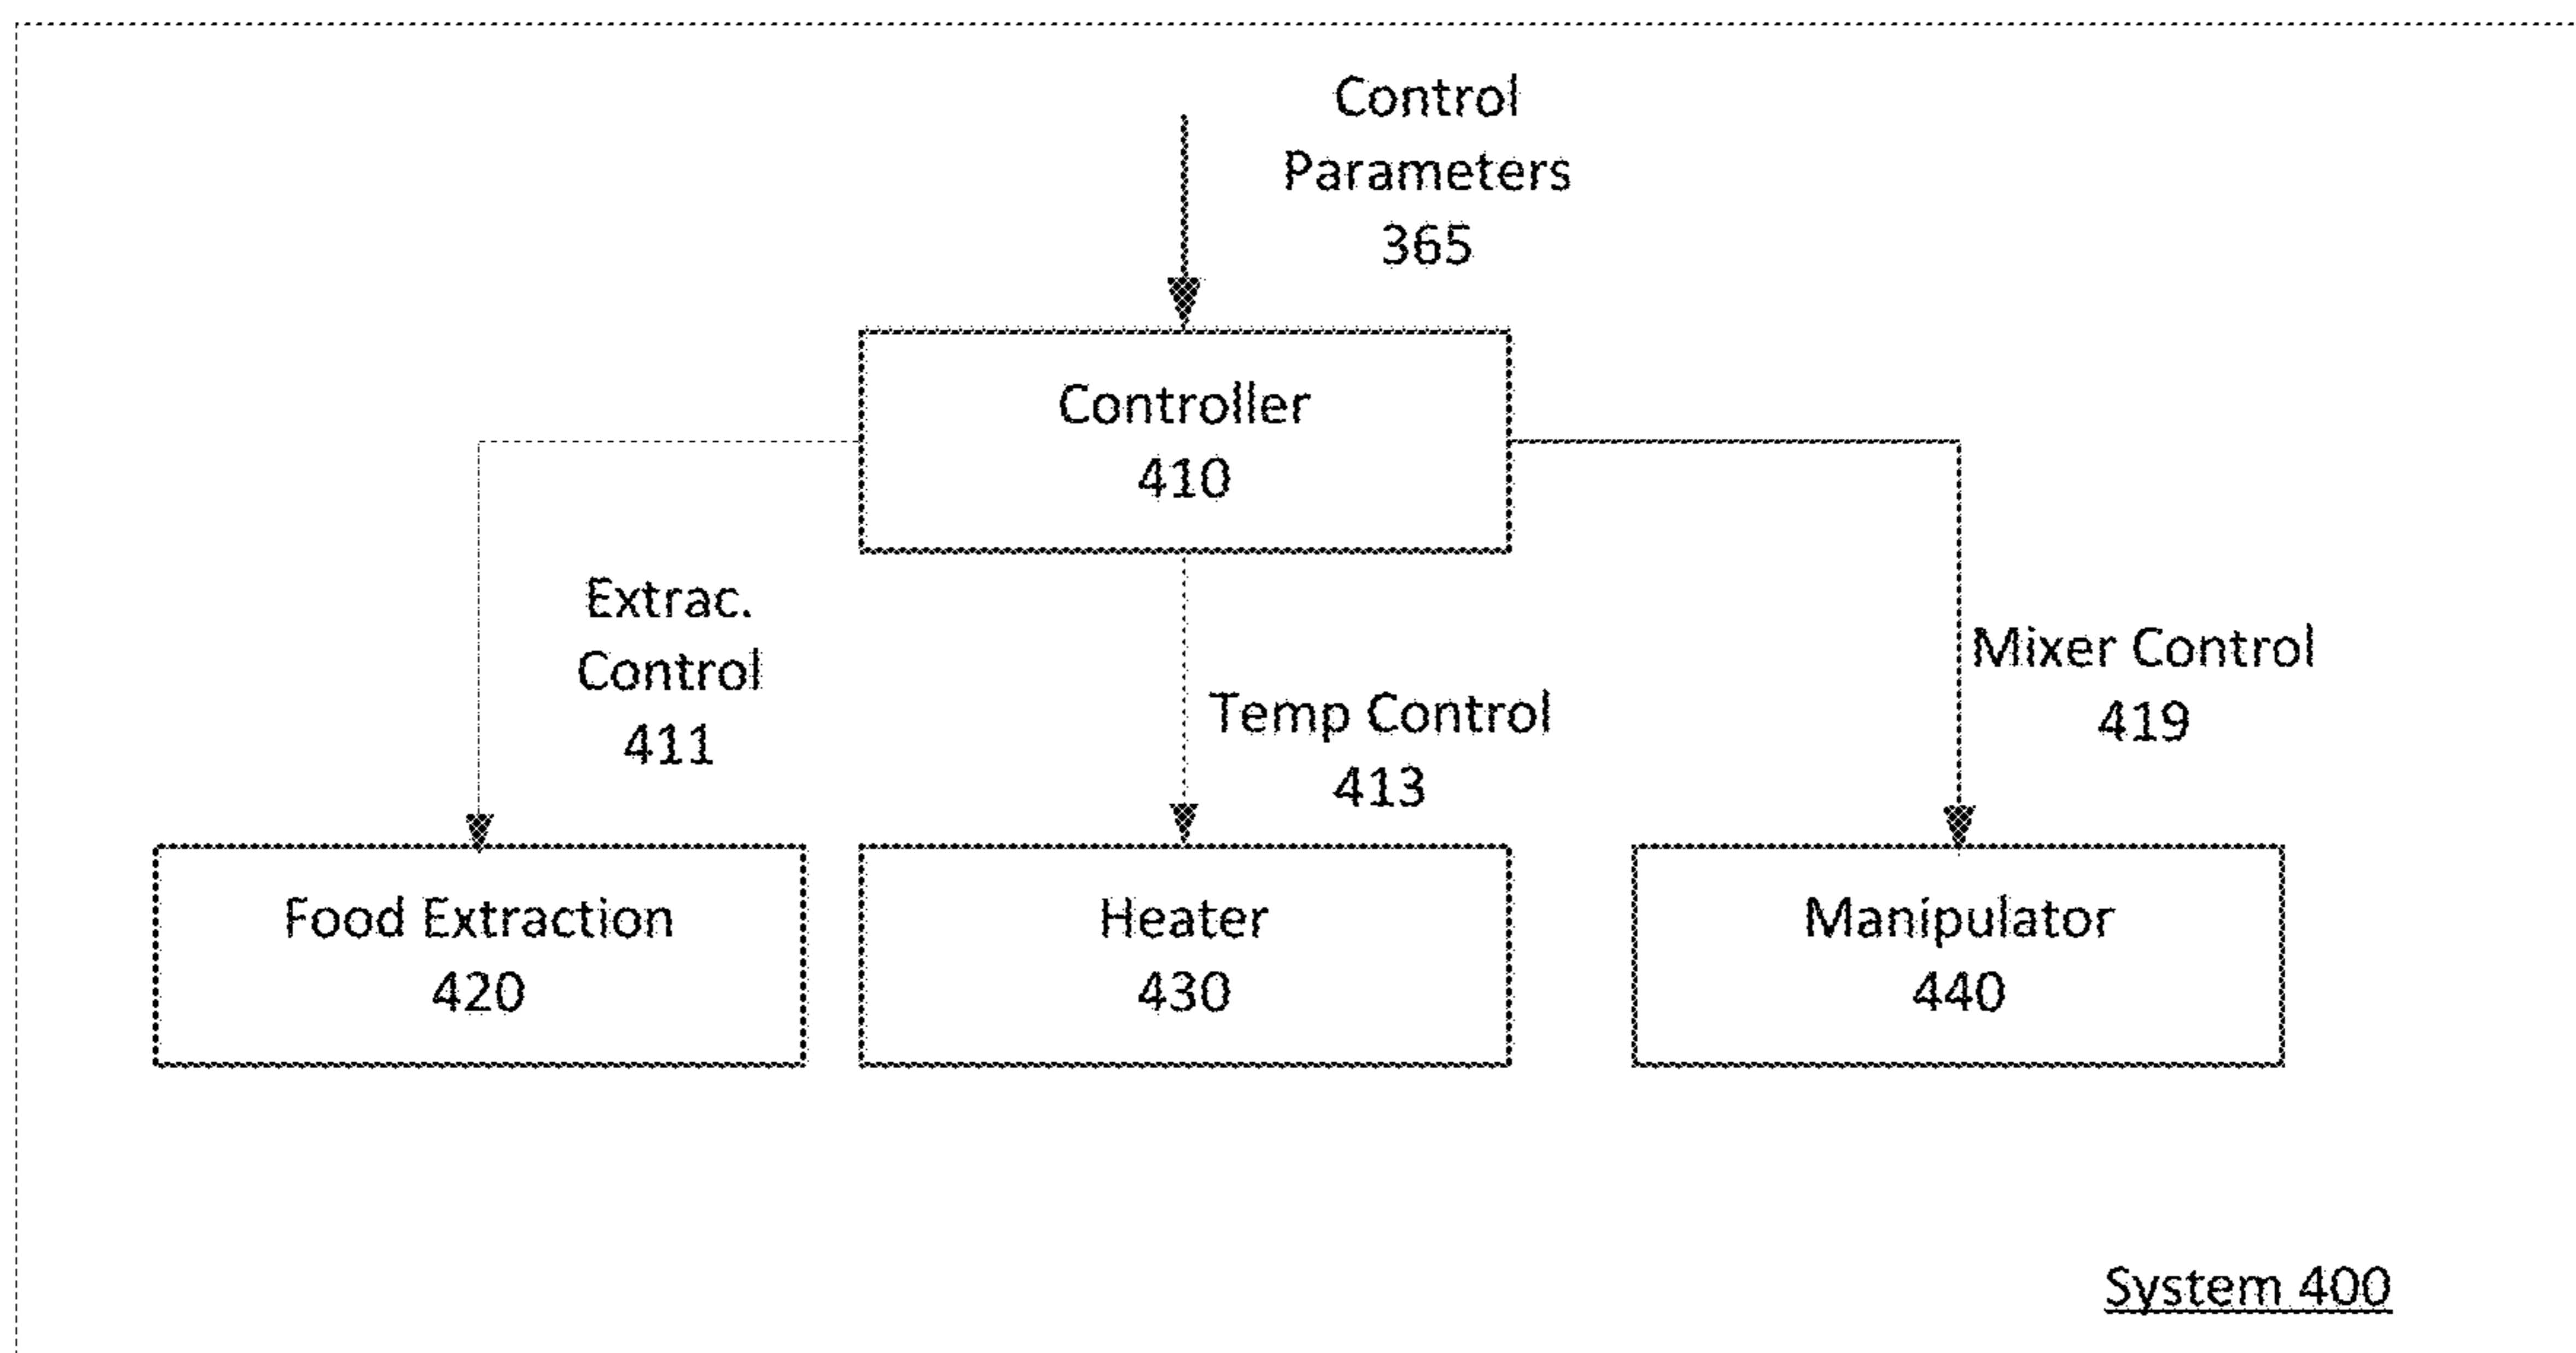 Control
Parameters
365
Controller
410
Extrac.
Control
411
Temp Control
413
Mixer Control
419
Food Extraction
420
Heater
430
Manipulator
440
System 400